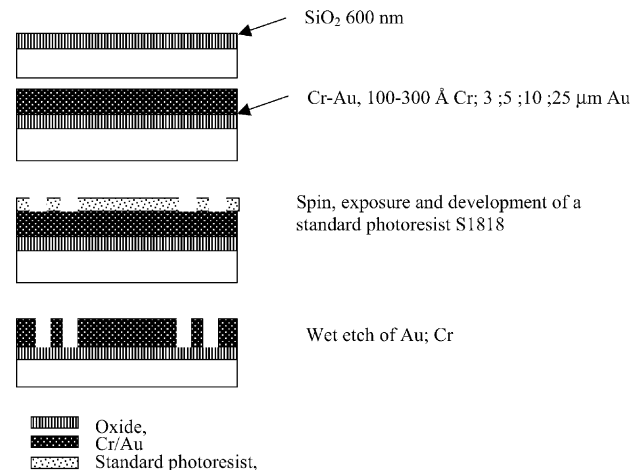 SiO₂ 600 nm
Cr-Au, 100-300 Å Cr; 3 ;5 ;10 ;25 μm Au
Spin, exposure and development of a
standard photoresist S1818
Wet etch of Au; Cr
Oxide,
Cr/Au
Standard photoresist,